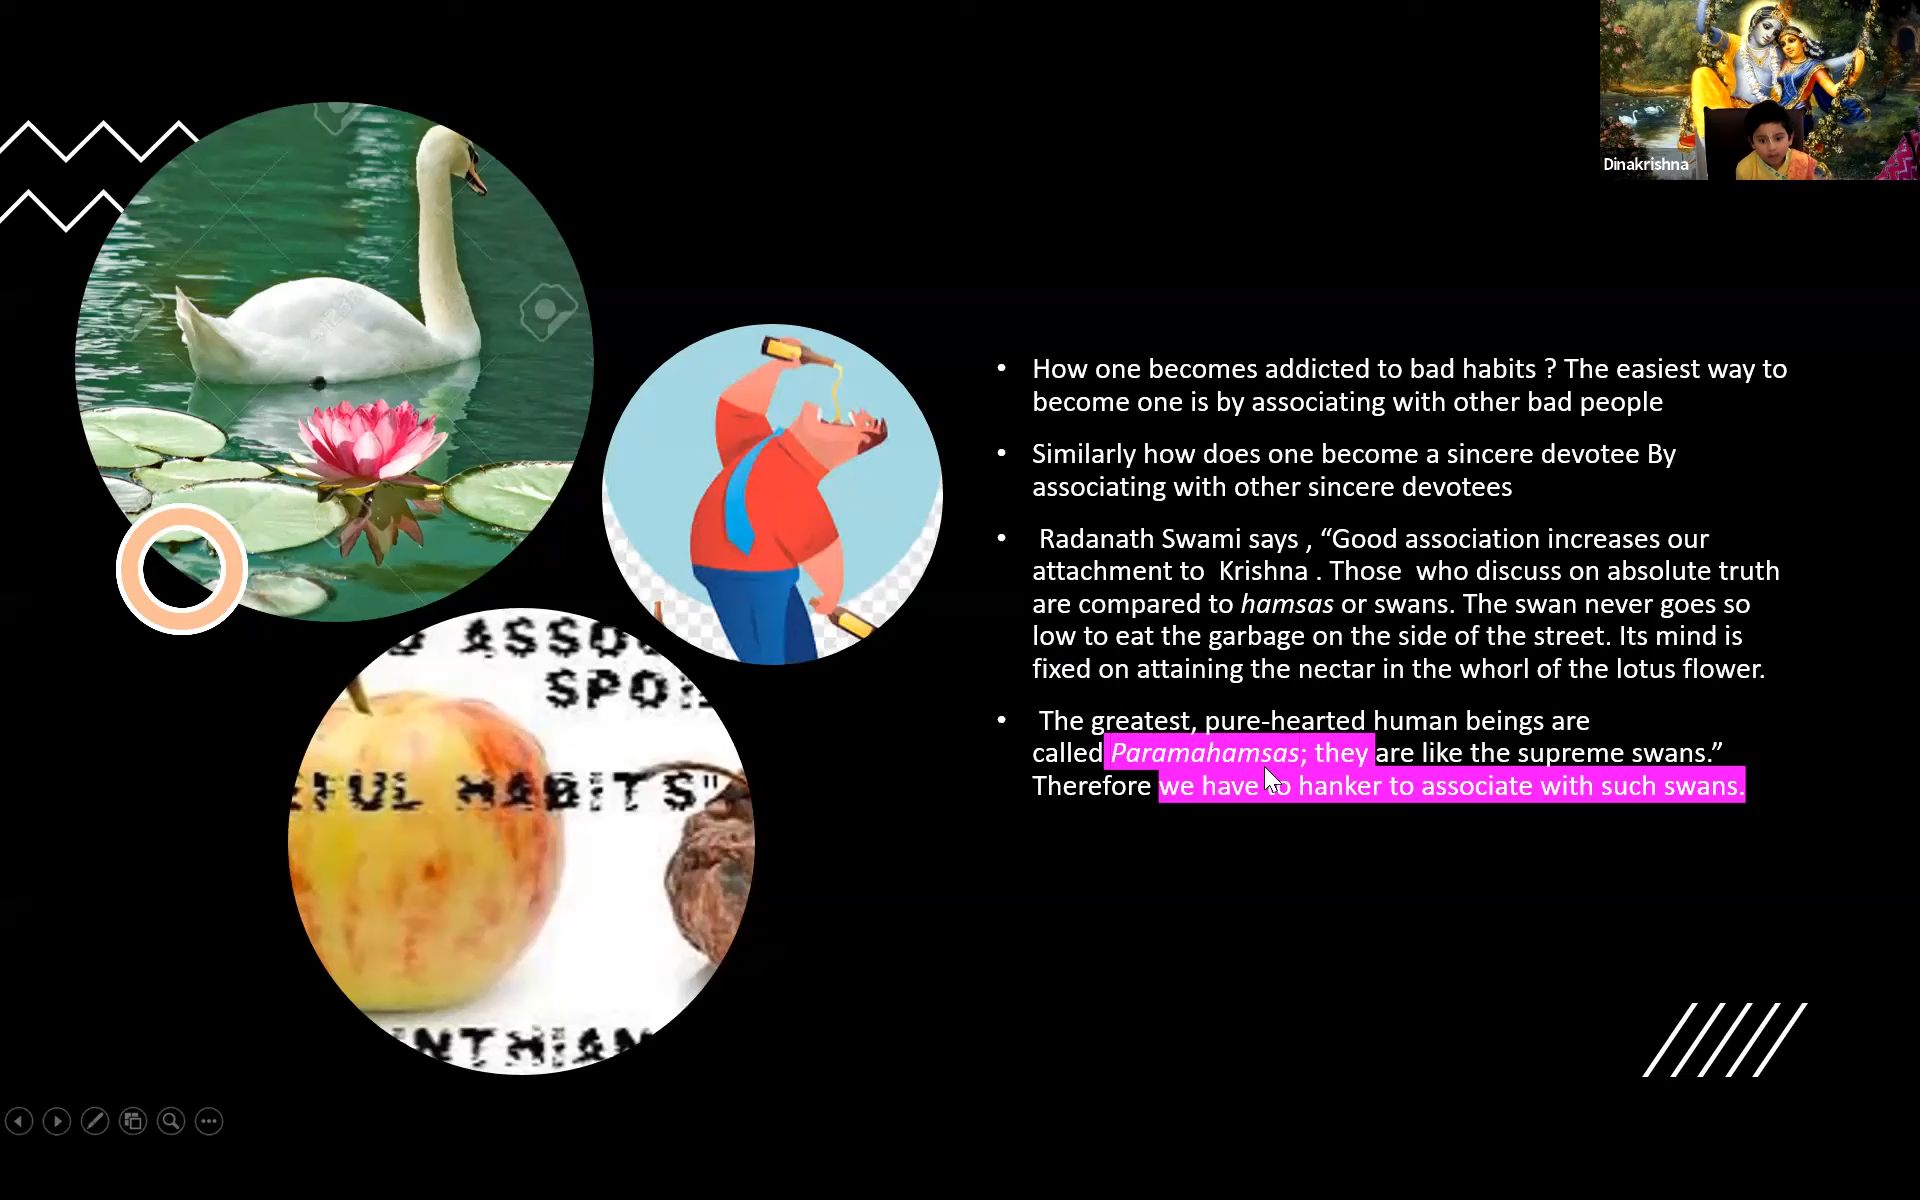 Dinakrishna
• How one becomes addicted to bad habits ? The easiest way to
become one is by associating with other bad people
• Similarly how does one become a sincere devotee By
associating with other sincere devotees
• Radanath Swami says , “Good association increases our
attachment to Krishna . Those who discuss on absolute truth
are compared to hamsas or swans. The swan never goes so
low to eat the garbage on the side of the street. Its mind is
fixed on attaining the nectar in the whorl of the lotus flower.
• The greatest, pure-hearted human beings are
called Paramahamsas; they are like the supreme swans.”
Therefore we have to hanker to associate with such swans.
HABITS"